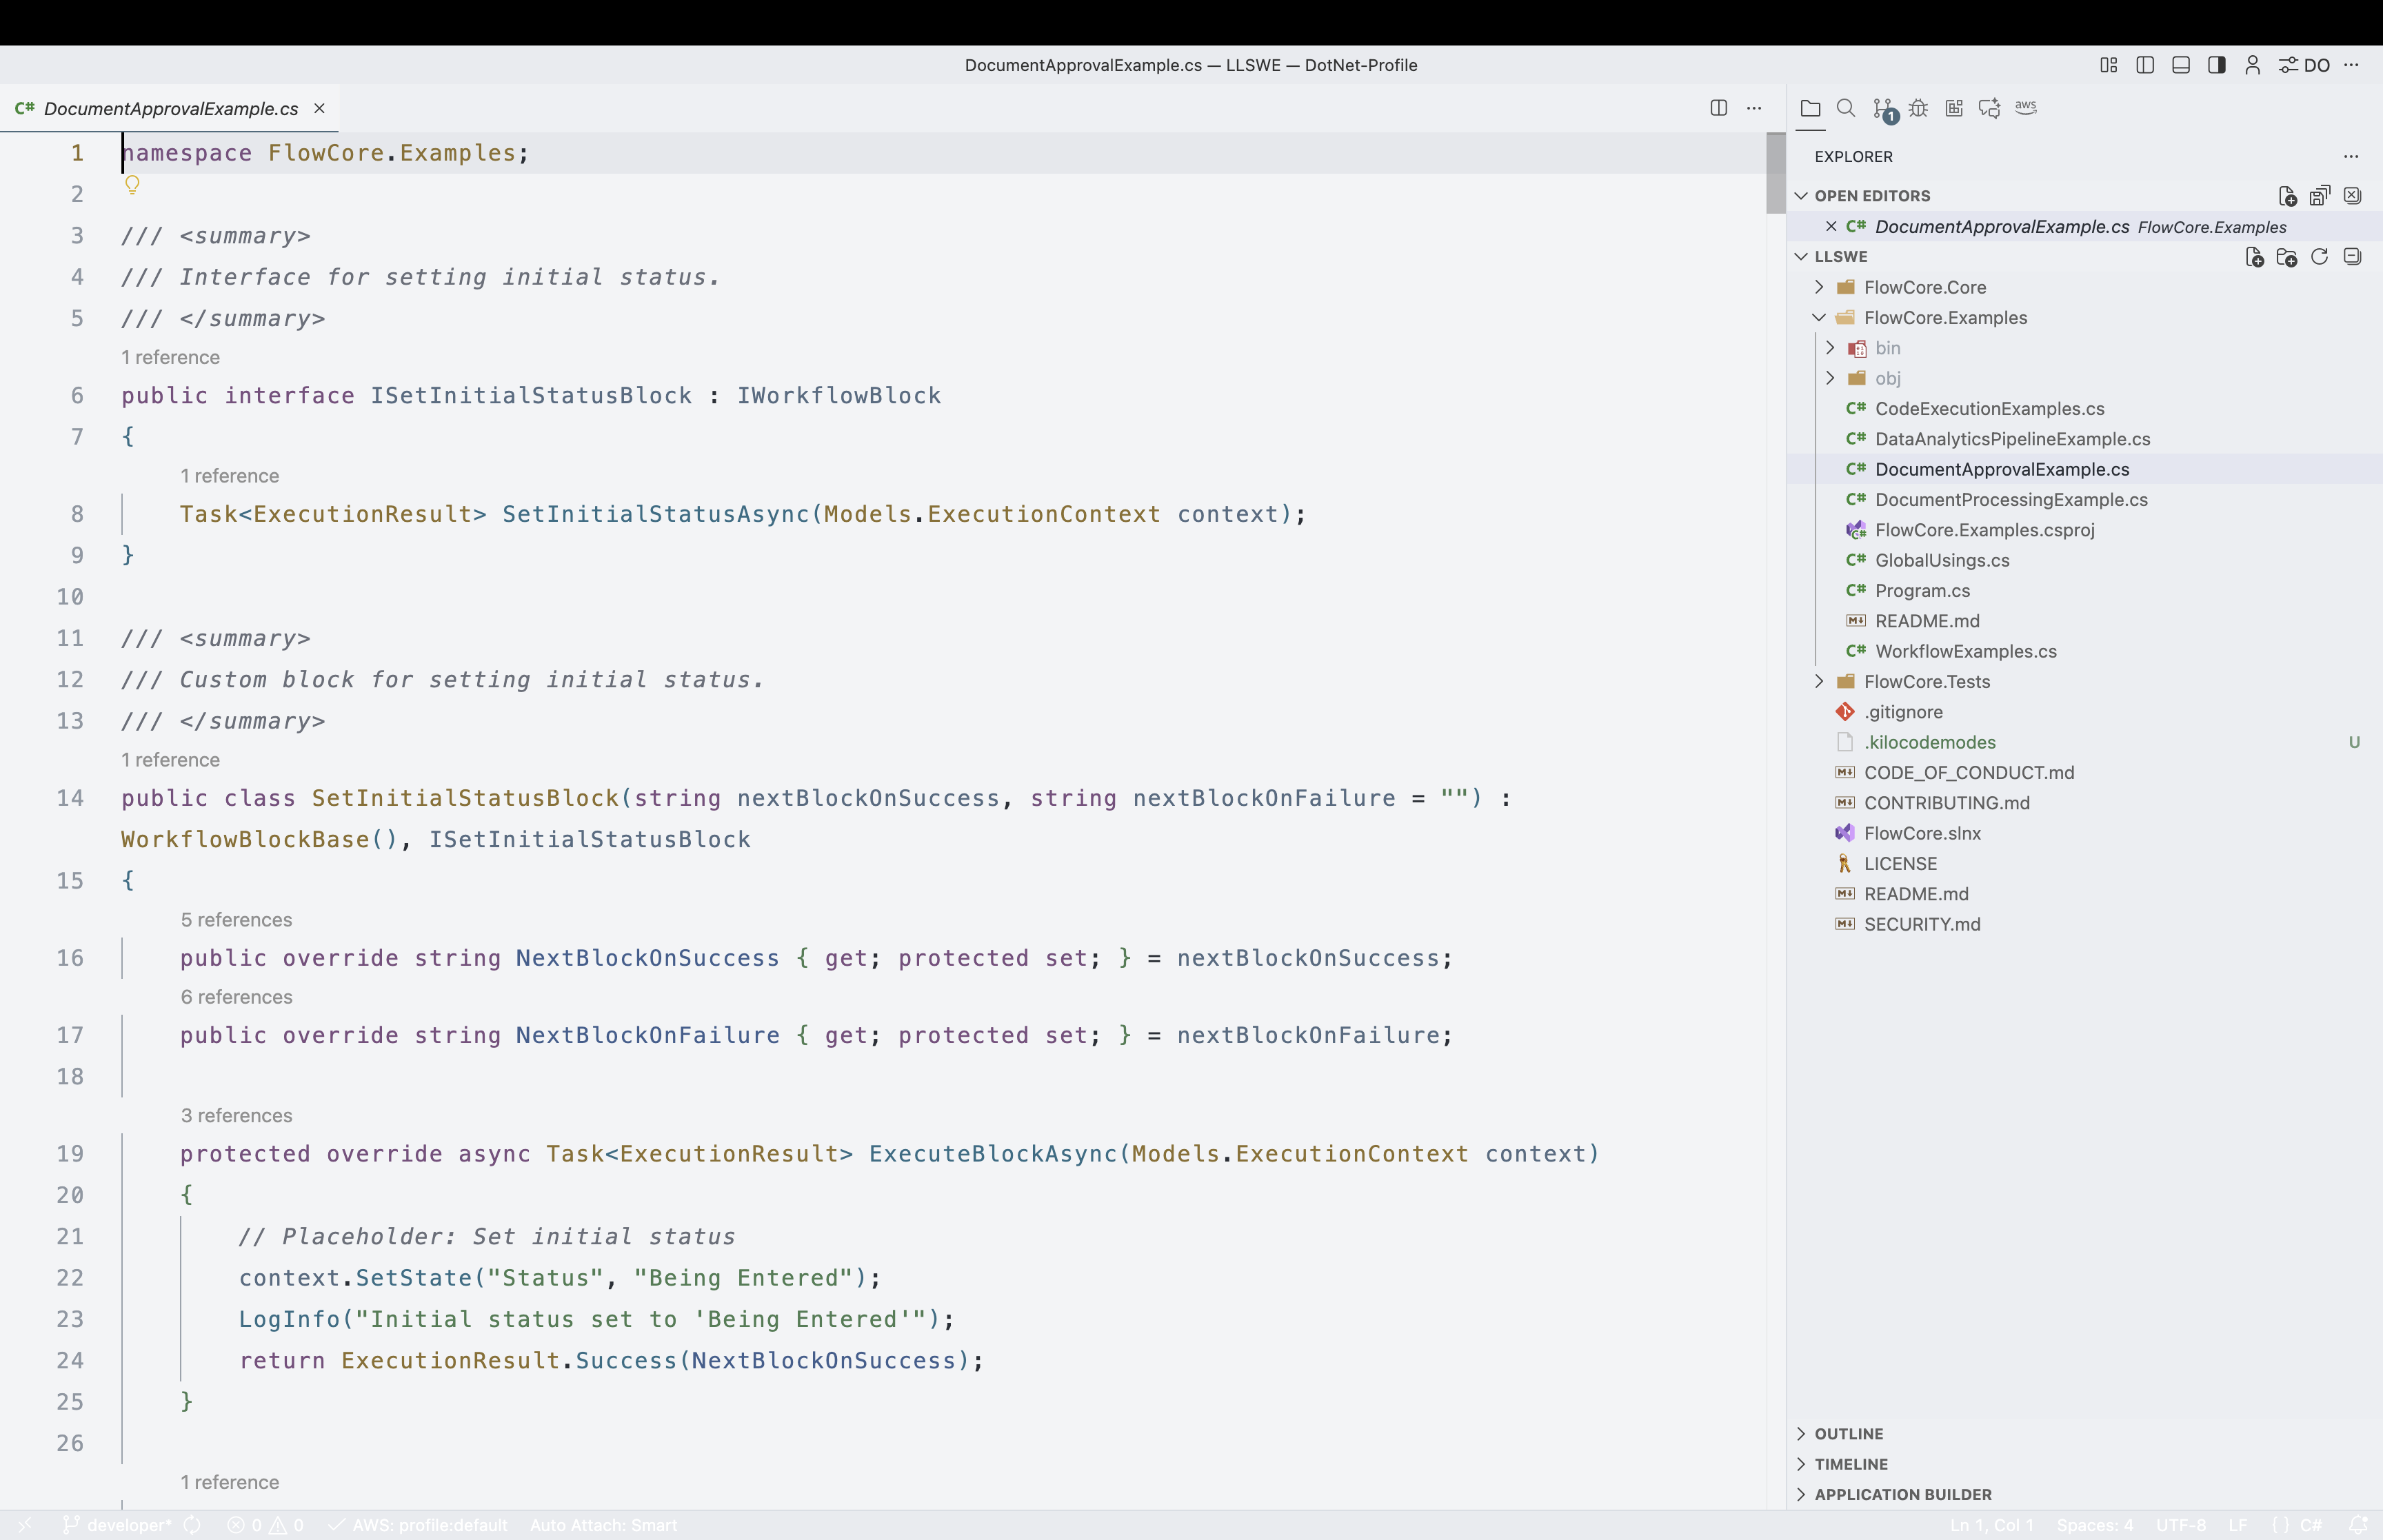 DocumentApprovalExample.cs — LLSWE — DotNet-Profile
DO
C# DocumentApprovalExample.cs
1 namespace FlowCore.Examples;
2
3 /// <summary>
4 /// Interface for setting initial status.
5 /// </summary>
1 reference
6 public interface ISetInitialStatusBlock : IWorkflowBlock
7 {
1 reference
8 Task<ExecutionResult> SetInitialStatusAsync(Models.ExecutionContext context);
9 }
10
11 /// <summary>
12 /// Custom block for setting initial status.
13 /// </summary>
1 reference
14 public class SetInitialStatusBlock(string nextBlockOnSuccess, string nextBlockOnFailure = "") :
WorkflowBlockBase(), ISetInitialStatusBlock
15 {
5 references
16 public override string NextBlockOnSuccess { get; protected set; } = nextBlockOnSuccess;
6 references
17 public override string NextBlockOnFailure { get; protected set; } = nextBlockOnFailure;
18
3 references
19 protected override async Task<ExecutionResult> ExecuteBlockAsync(Models.ExecutionContext context)
20 {
21 // Placeholder: Set initial status
22 context.SetState("Status", "Being Entered");
23 LogInfo("Initial status set to 'Being Entered'");
24 return ExecutionResult.Success(NextBlockOnSuccess);
25 }
26
1 reference
1
aws
EXPLORER
OPEN EDITORS
C# DocumentApprovalExample.cs FlowCore.Examples
LLSWE
FlowCore.Core
FlowCore.Examples
bin
obj
C# CodeExecutionExamples.cs
C# DataAnalyticsPipelineExample.cs
C# DocumentApprovalExample.cs
C# DocumentProcessingExample.cs
FlowCore.Examples.csproj
C# GlobalUsings.cs
C# Program.cs
README.md
C# WorkflowExamples.cs
FlowCore.Tests
.gitignore
.kilocodemodes U
CODE_OF_CONDUCT.md
CONTRIBUTING.md
FlowCore.slnx
LICENSE
README.md
SECURITY.md
OUTLINE
TIMELINE
APPLICATION BUILDER
developer* 0 0 AWS: profile:default Auto Attach: Smart Ln 1, Col 1 Spaces: 4 UTF-8 LF {} C#